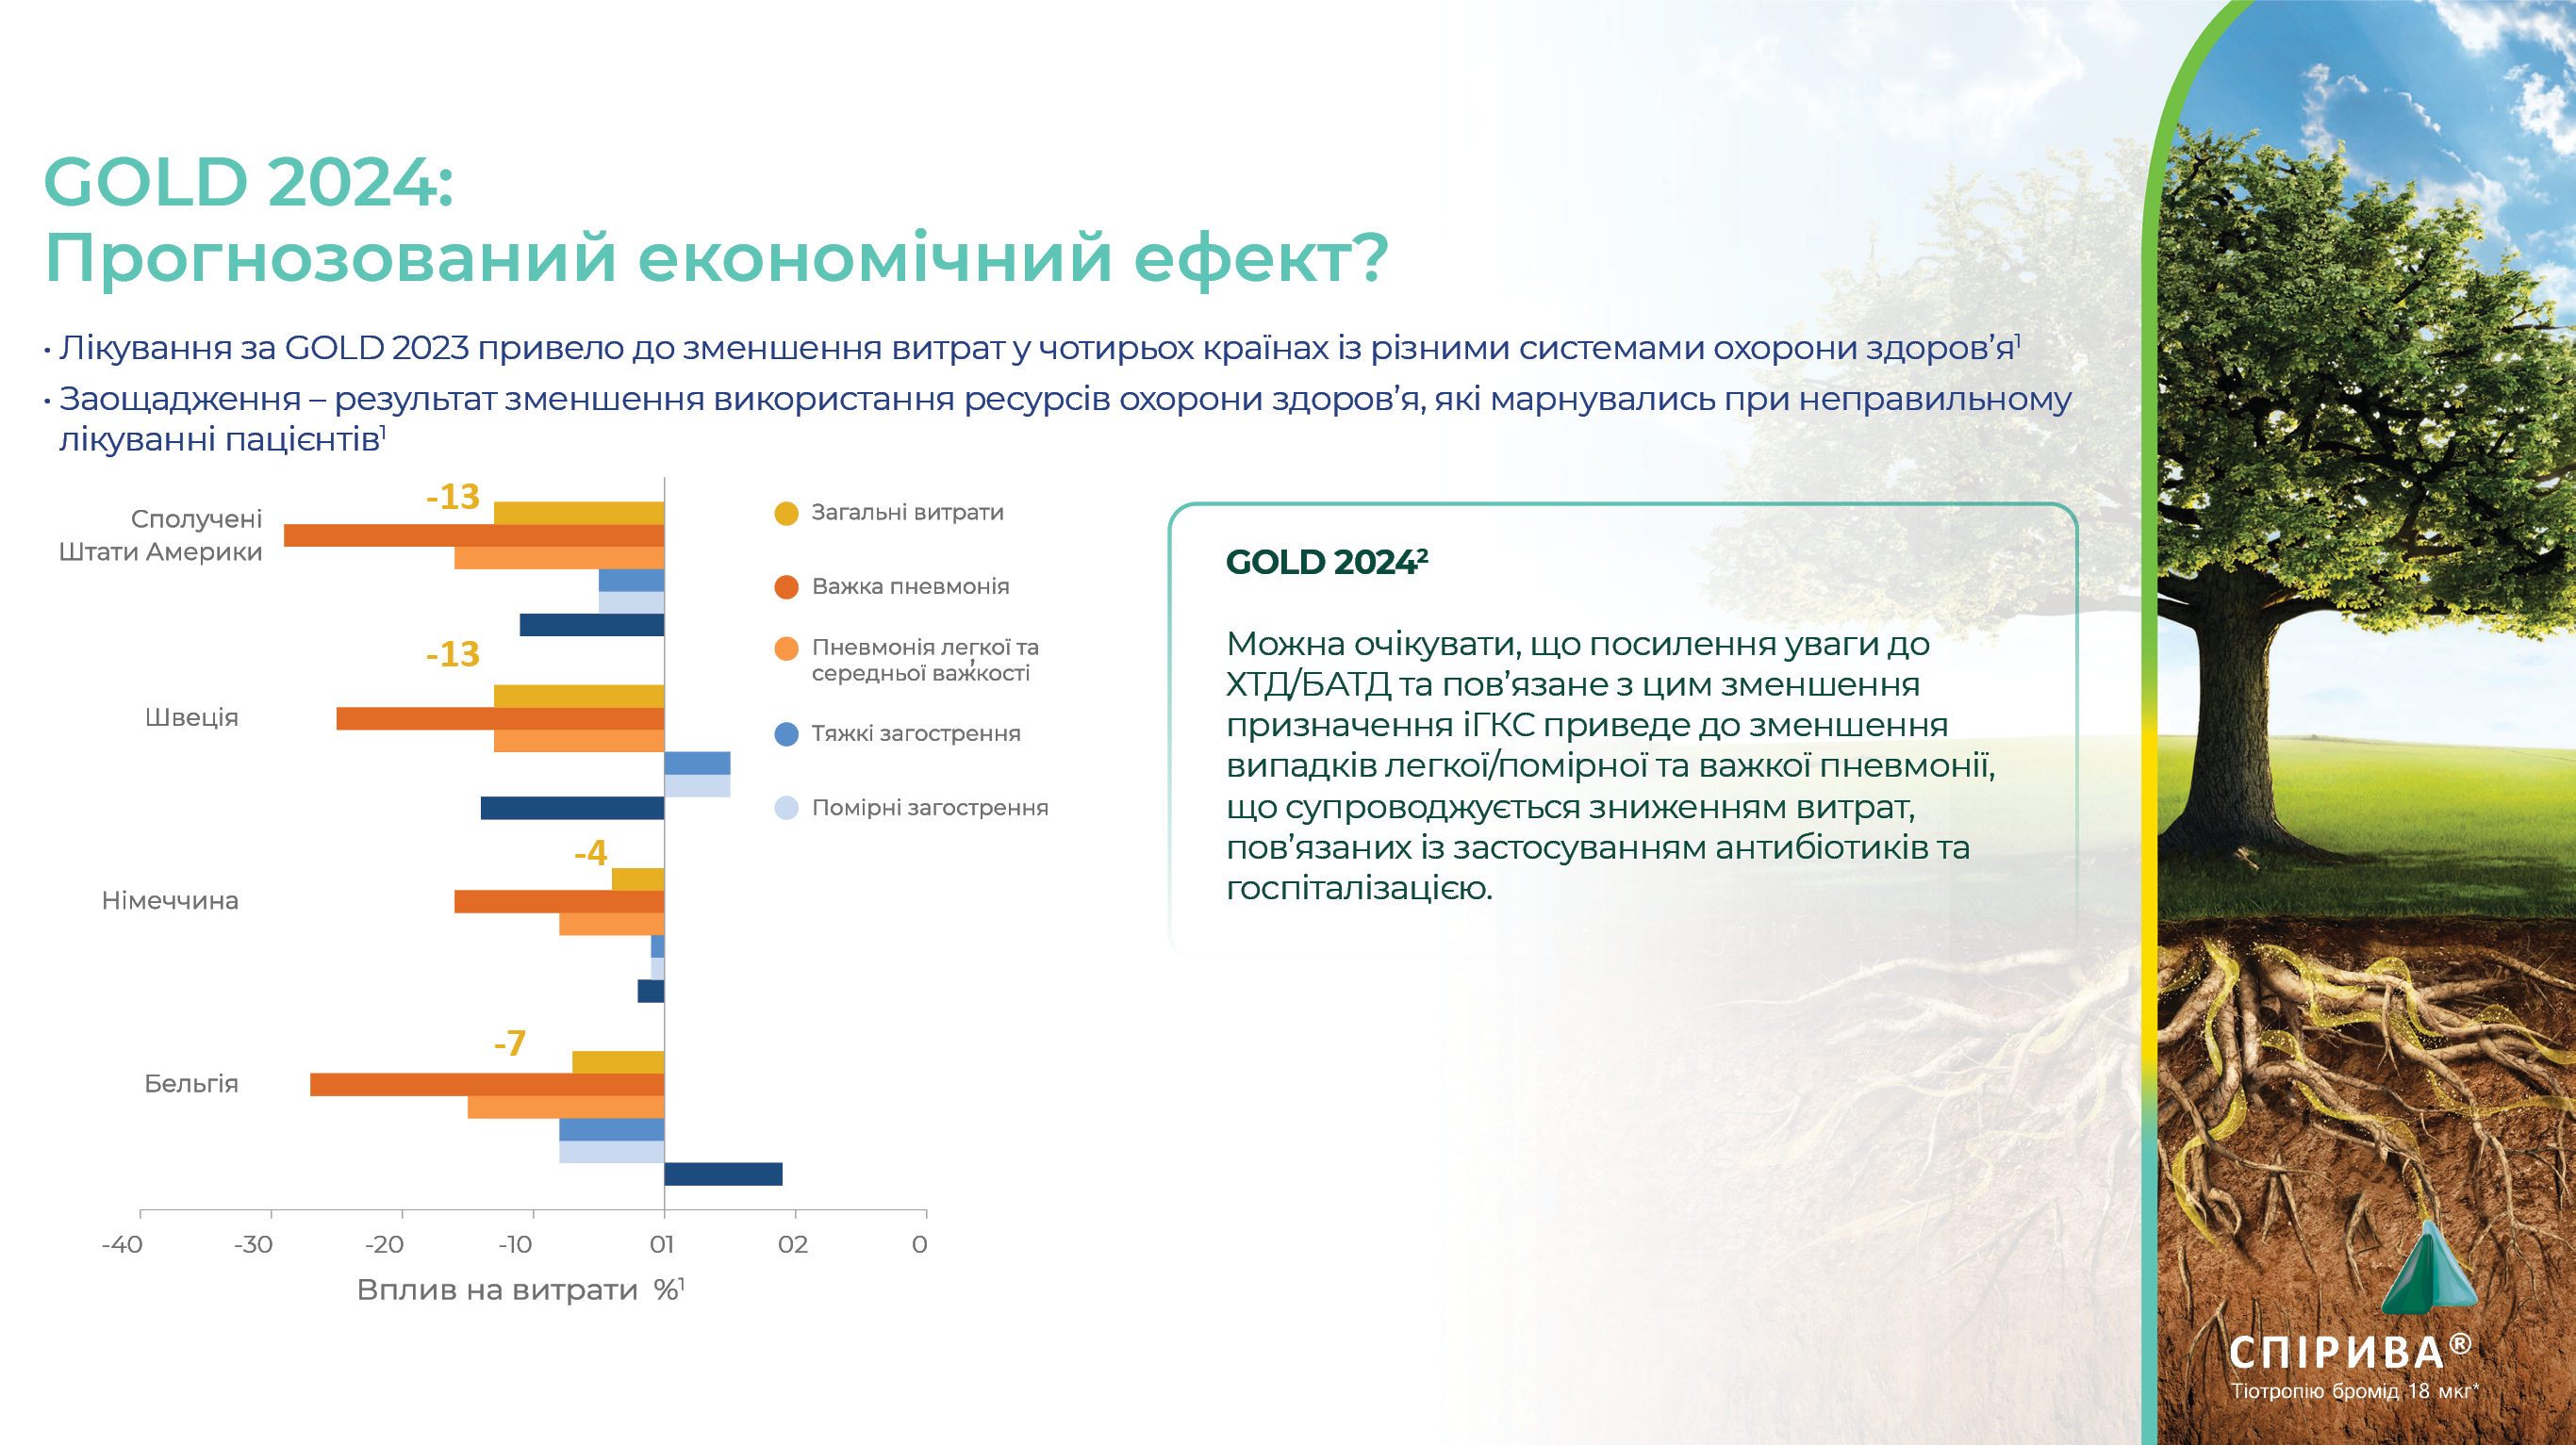 GOLD 2024:
Прогнозований економічний ефект?
· Лікування за GOLD 2023 привело до зменшення витрат у чотирьох країнах із різними системами охорони здоров’я¹
· Заощадження – результат зменшення використання ресурсів охорони здоров’я, які марнувались при неправильному
лікуванні пацієнтів¹
-13
Сполучені
Штати Америки
-13
Швеція
-4
Німеччина
-7
Бельгія
-40 -30 -20 -10 01 02 0
Вплив на витрати %¹
Загальні витрати
Важка пневмонія
Пневмонія легкої та
середньої важкості
Тяжкі загострення
Помірні загострення
GOLD 2024²
Можна очікувати, що посилення уваги до
ХТД/БАТД та пов’язане з цим зменшення
призначення іГКС приведе до зменшення
випадків легкої/помірної та важкої пневмонії,
що супроводжується зниженням витрат,
пов’язаних із застосуванням антибіотиків та
госпіталізацією.
СПІРИВА®
Тіотропію бромід 18 мкг*